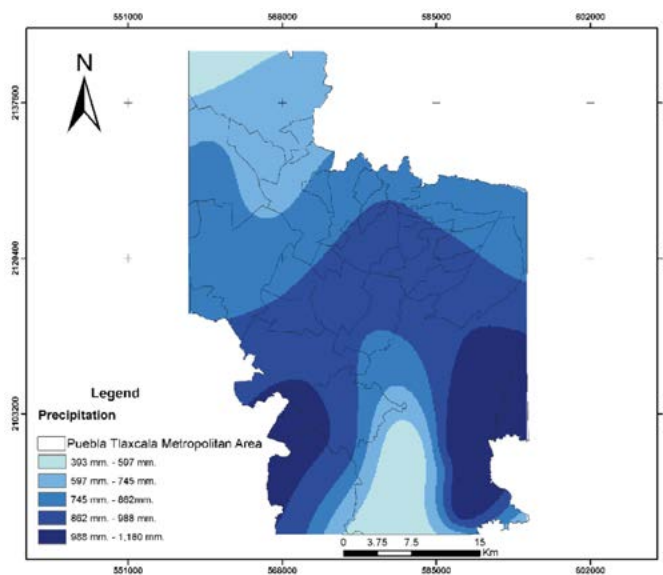 551000 568000 585000 602000
N
2137600
2120400
2103200
Legend
Precipitation
Puebla Tlaxcala Metropolitan Area
393 mm. - 597 mm.
597 mm. - 745 mm.
745 mm. - 862mm.
862 mm. - 988 mm.
988 mm. - 1,180 mm.
0 3.75 7.5 15
Km
551000 568000 585000 602000